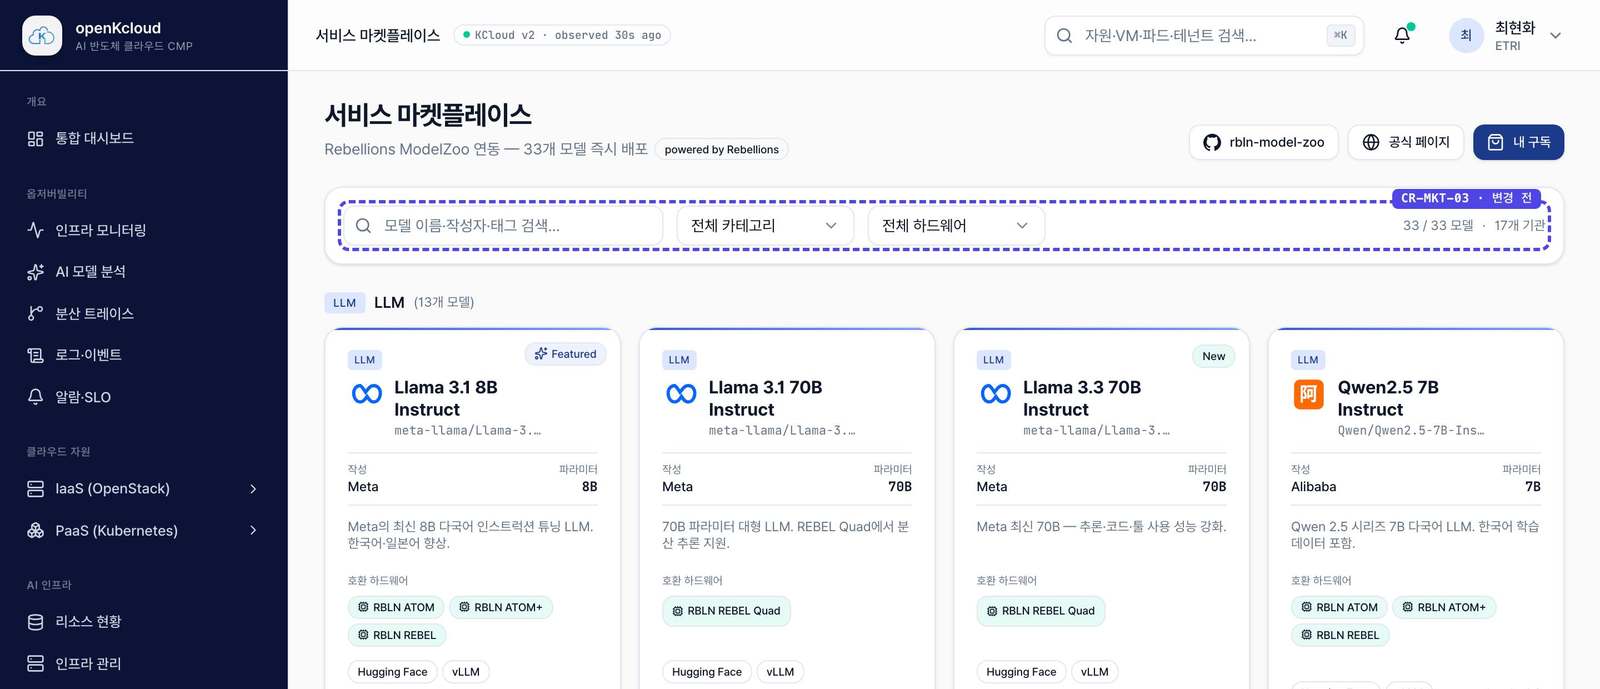 openKcloud
AI 반도체 클라우드 CMP
개요
통합 대시보드
옵저버빌리티
인프라 모니터링
AI 모델 분석
분산 트레이스
로그·이벤트
알람·SLO
클라우드 자원
IaaS (OpenStack)
PaaS (Kubernetes)
AI 인프라
리소스 현황
인프라 관리
서비스 마켓플레이스
KCloud v2 · observed 30s ago
자원·VM·파드·테넌트 검색...
⌘K
최
최현화
ETRI
서비스 마켓플레이스
Rebellions ModelZoo 연동 — 33개 모델 즉시 배포
powered by Rebellions
rbln-model-zoo
공식 페이지
내 구독
CR-MKT-03 · 변경 전
모델 이름·작성자·태그 검색...
전체 카테고리
전체 하드웨어
33 / 33 모델 · 17개 기관
LLM LLM (13개 모델)
LLM
Featured
Llama 3.1 8B
Instruct
meta-llama/Llama-3.…
작성 파라미터
Meta 8B
Meta의 최신 8B 다국어 인스트럭션 튜닝 LLM.
한국어·일본어 향상.
호환 하드웨어
RBLN ATOM RBLN ATOM+
RBLN REBEL
Hugging Face vLLM
LLM
Llama 3.1 70B
Instruct
meta-llama/Llama-3.…
작성 파라미터
Meta 70B
70B 파라미터 대형 LLM. REBEL Quad에서 분
산 추론 지원.
호환 하드웨어
RBLN REBEL Quad
Hugging Face vLLM
LLM
New
Llama 3.3 70B
Instruct
meta-llama/Llama-3.…
작성 파라미터
Meta 70B
Meta 최신 70B — 추론·코드·툴 사용 성능 강화.
호환 하드웨어
RBLN REBEL Quad
Hugging Face vLLM
LLM
阿
Qwen2.5 7B
Instruct
Qwen/Qwen2.5-7B-Ins…
작성 파라미터
Alibaba 7B
Qwen 2.5 시리즈 7B 다국어 LLM. 한국어 학습
데이터 포함.
호환 하드웨어
RBLN ATOM RBLN ATOM+
RBLN REBEL